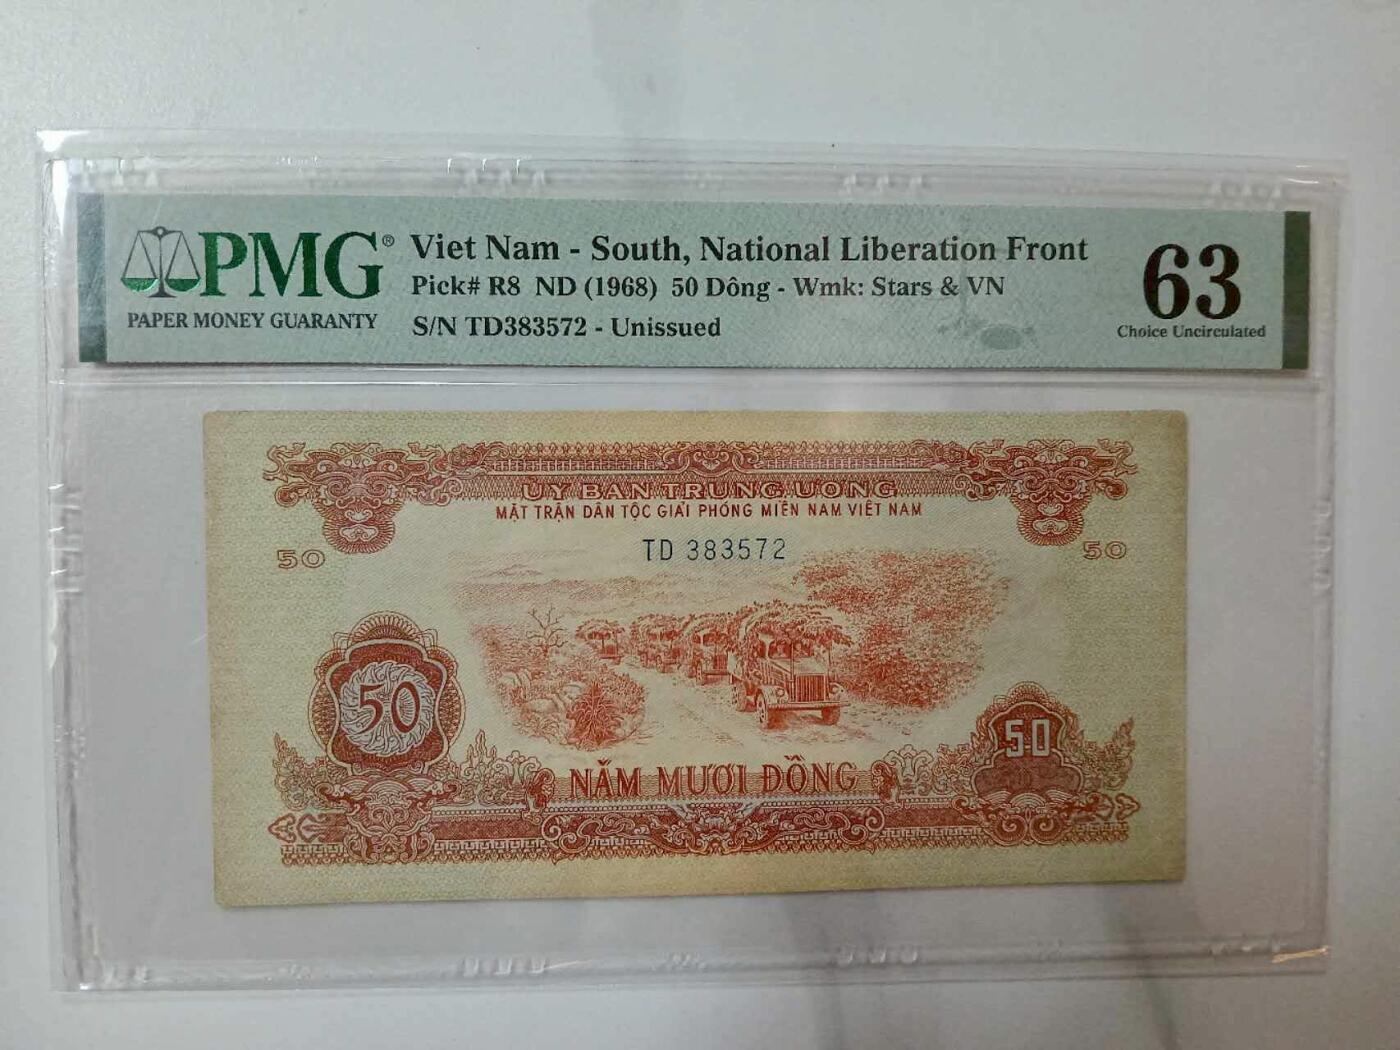 PMG®
PAPER MONEY GUARANTY
Viet Nam - South, National Liberation Front
Pick# R8 ND (1968) 50 Dông - Wmk: Stars & VN
S/N TD383572 - Unissued
63
Choice Uncirculated
ỦY BAN TRUNG ƯƠNG
MẶT TRẬN DÂN TỘC GIẢI PHÓNG MIỀN NAM VIỆT NAM
TD 383572
50
50
50
50
NĂM MƯƠI ĐỒNG